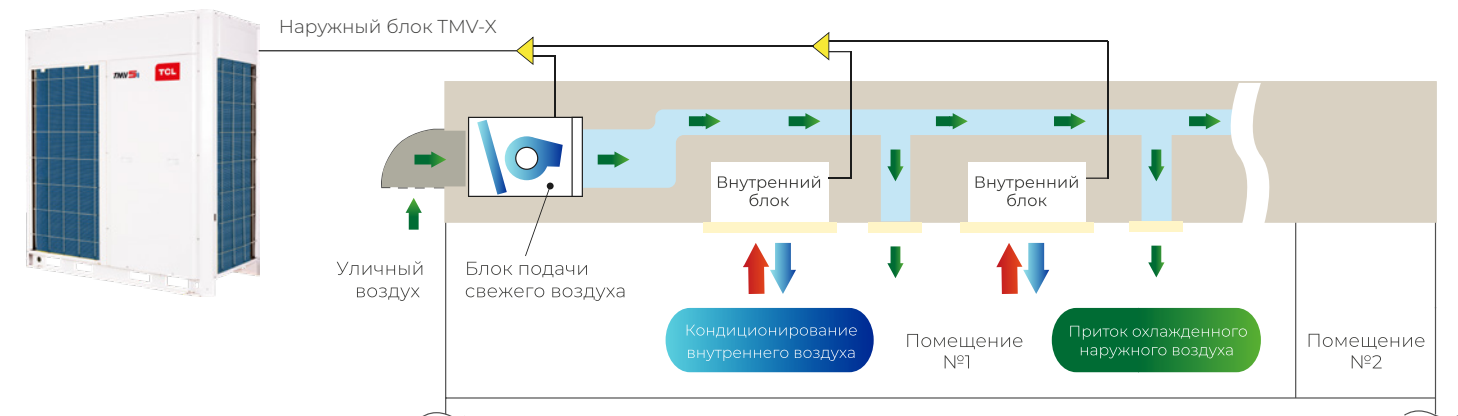 Наружный блок TMV-X
TCL
Внутренний
блок
Внутренний
блок
Уличный
воздух
Блок подачи
свежего воздуха
Кондиционирование
внутреннего воздуха
Помещение
№1
Приток охлажденного
наружного воздуха
Помещение
№2